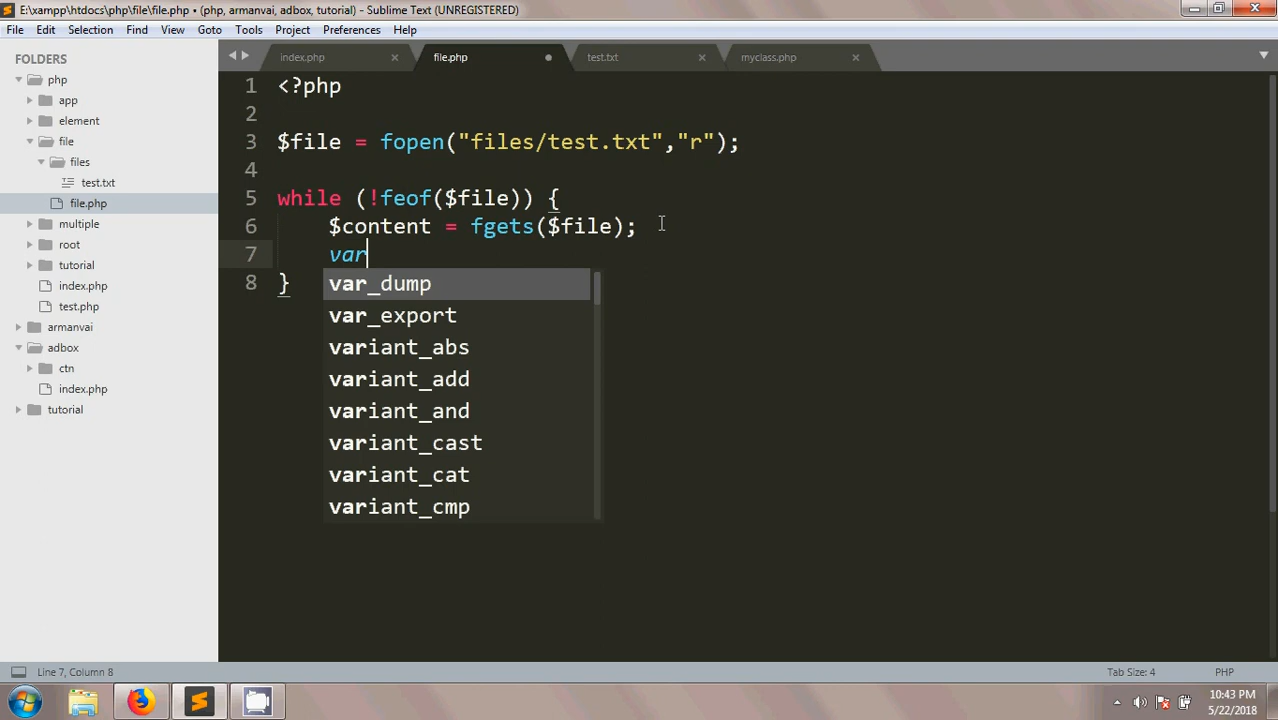 E:\xampp\htdocs\php\file\file.php • (php, armanvai, adbox, tutorial) - Sublime Text (UNREGISTERED)
File Edit Selection Find View Goto Tools Project Preferences Help
FOLDERS
php
app
element
file
files
test.txt
file.php
multiple
root
tutorial
index.php
test.php
armanvai
adbox
ctn
index.php
tutorial
index.php file.php test.txt myclass.php
1 <?php
2
3 $file = fopen("files/test.txt","r");
4
5 while (!feof($file)) {
6 $content = fgets($file);
7 var
8 }
var_dump
var_export
variant_abs
variant_add
variant_and
variant_cast
variant_cat
variant_cmp
Line 7, Column 8
Tab Size: 4 PHP
10:43 PM
5/22/2018